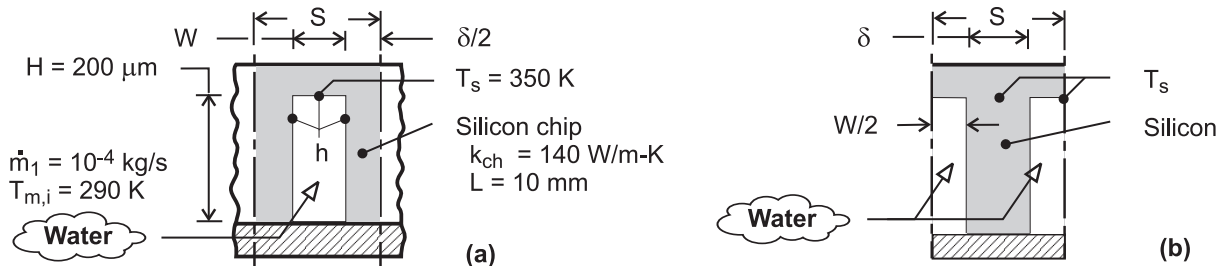 S
W
δ/2
H = 200 μm
T_s = 350 K
h
Silicon chip
k_ch = 140 W/m-K
L = 10 mm
ṁ_1 = 10^-4 kg/s
T_m,i = 290 K
Water
(a)
S
δ
T_s
W/2
Silicon
Water
(b)